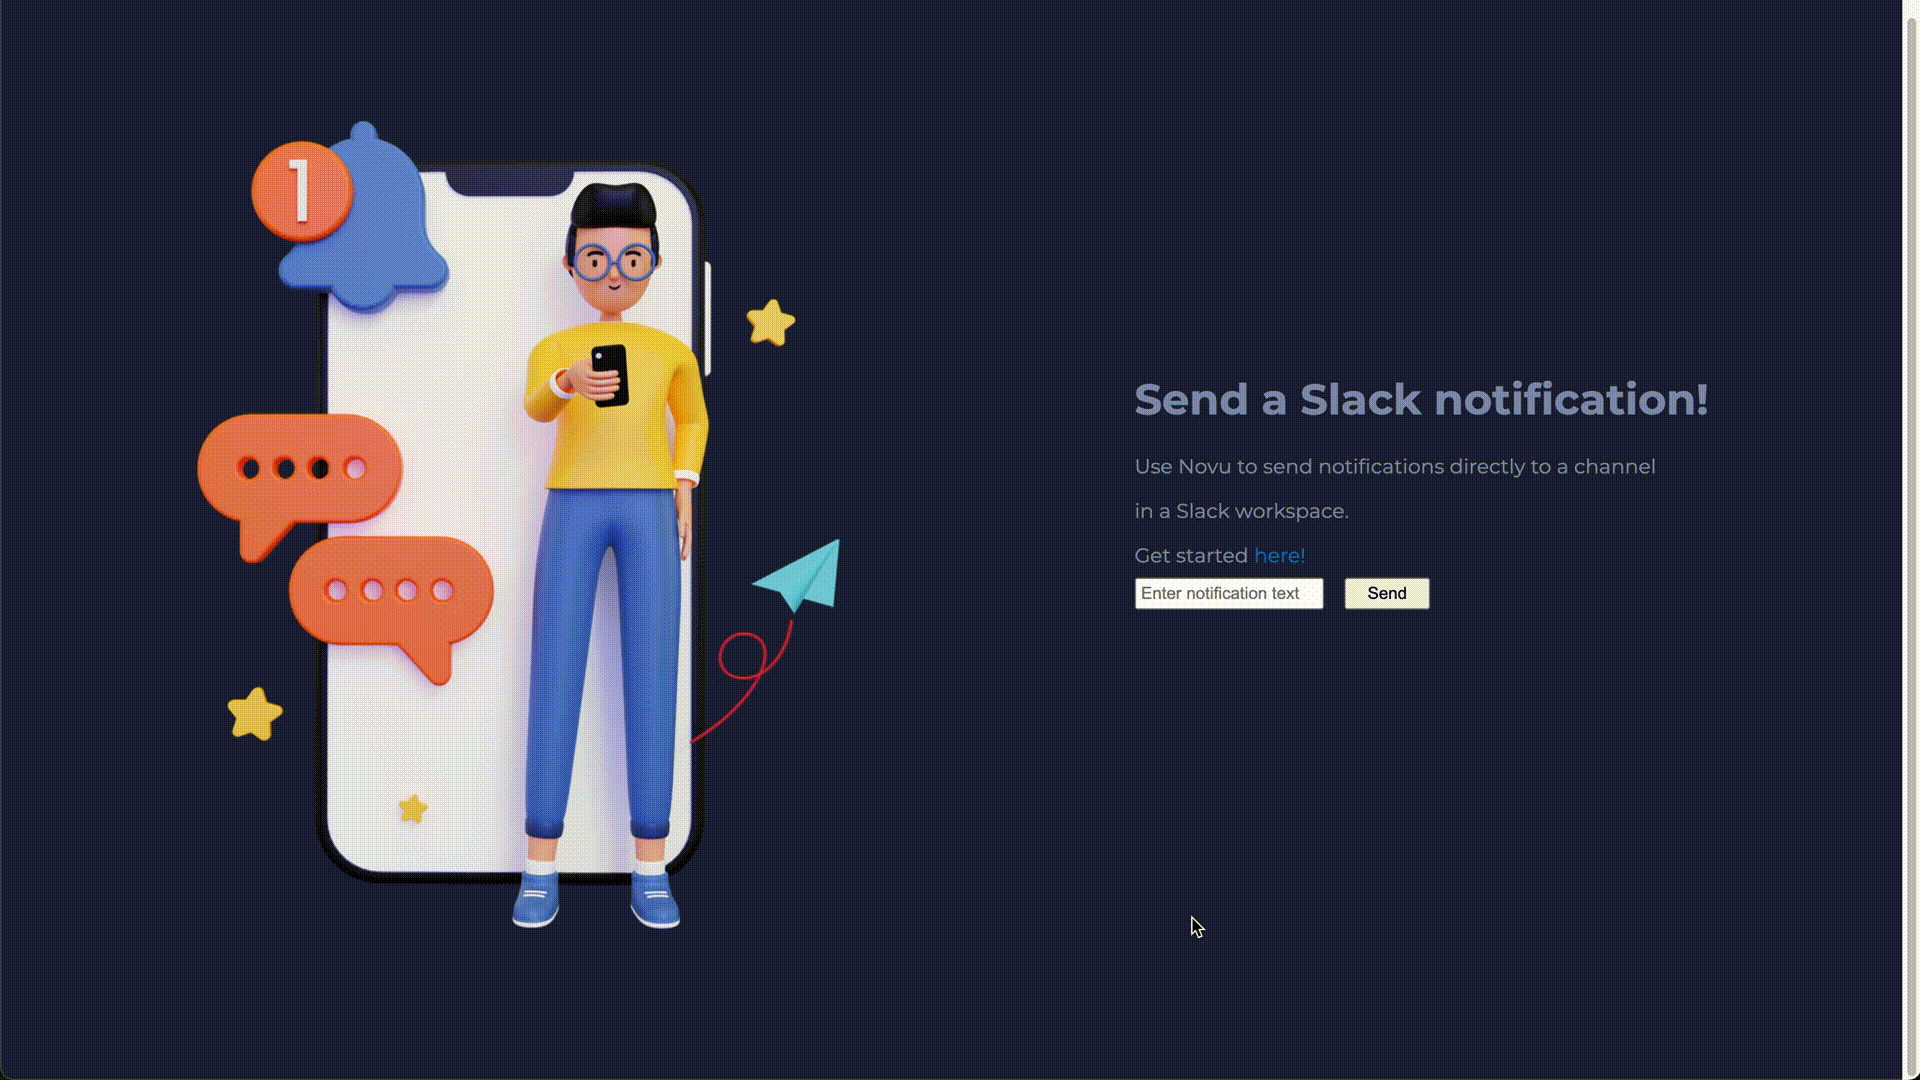 1
Send a Slack notification!
Use Novu to send notifications directly to a channel
in a Slack workspace.
Get started here!
Enter notification text
Send